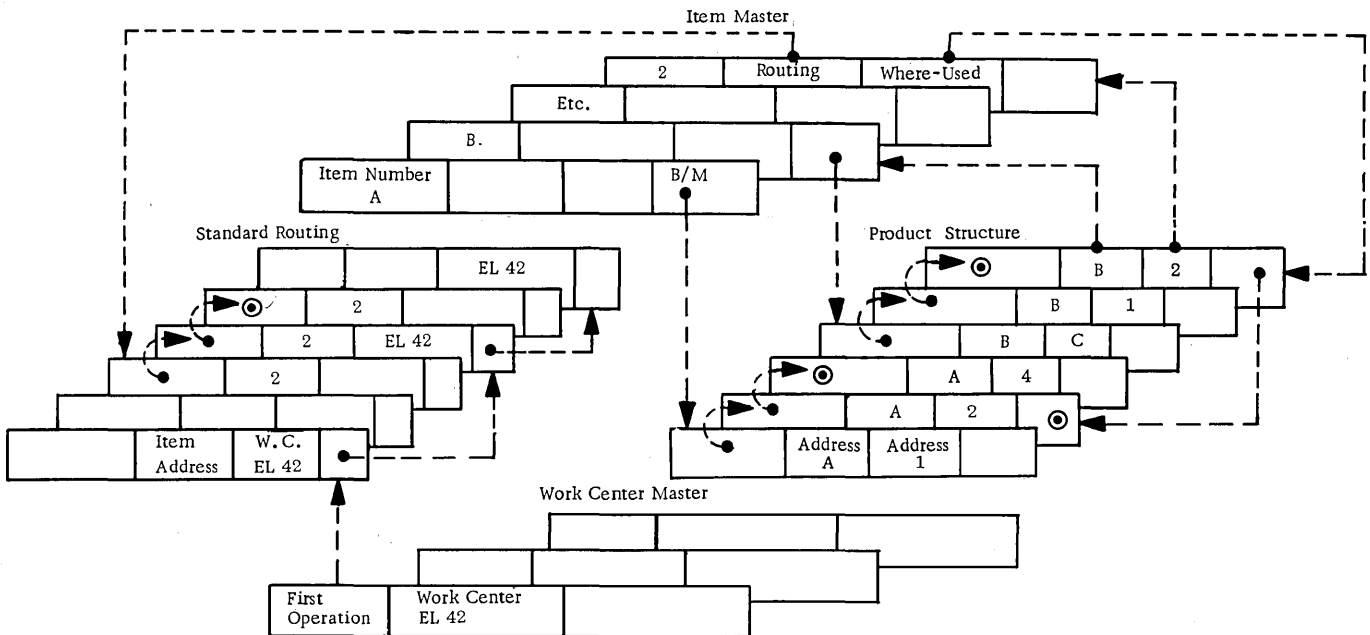 Item Master
2 Routing Where-Used
Etc.
B.
Item Number B/M
A
Standard Routing
EL 42
2
2 EL 42
2
Item W.C.
Address EL 42
Product Structure
B 2
B 1
B C
A 4
A 2
Address Address
A 1
Work Center Master
First Work Center
Operation EL 42